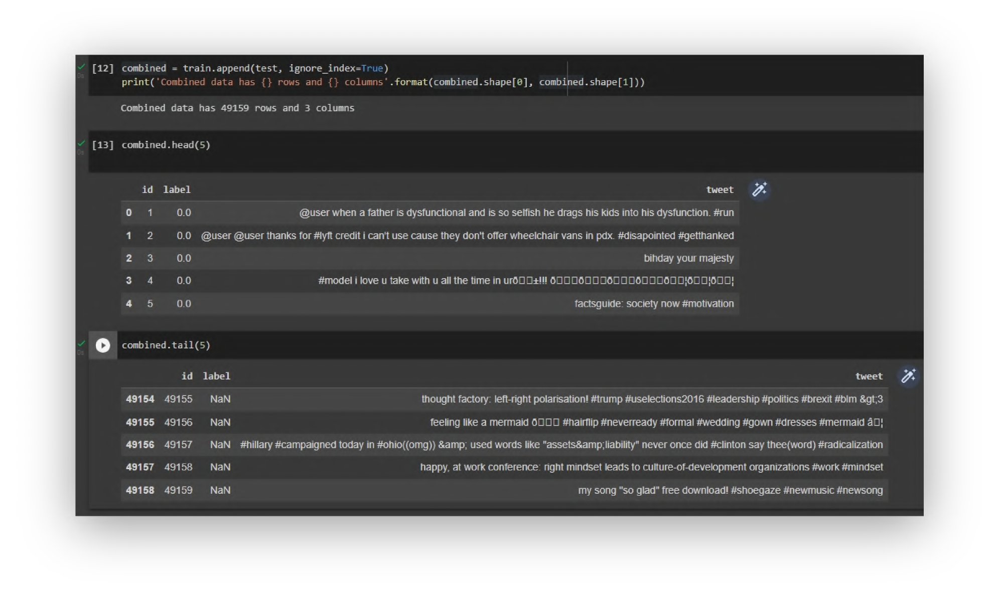 [12] combined = train.append(test, ignore_index=True)
print('Combined data has {} rows and {} columns'.format(combined.shape[0], combined.shape[1]))
0s
Combined data has 49159 rows and 3 columns
[13] combined.head(5)
0s
id label tweet
0 1 0.0 @user when a father is dysfunctional and is so selfish he drags his kids into his dysfunction. #run
1 2 0.0 @user @user thanks for #lyft credit i can't use cause they don't offer wheelchair vans in pdx. #disapointed #getthanked
2 3 0.0 bihday your majesty
3 4 0.0 #model i love u take with u all the time in urð□□±!!! ð□□□ð□□□ð□□□ð□□□ð□□¦ð□□¦ð□□¦
4 5 0.0 factsguide: society now #motivation
combined.tail(5)
0s
id label tweet
49154 49155 NaN thought factory: left-right polarisation! #trump #uselections2016 #leadership #politics #brexit #blm &gt;3
49155 49156 NaN feeling like a mermaid ð□□□ #hairflip #neverready #formal #wedding #gown #dresses #mermaid â□¦
49156 49157 NaN #hillary #campaigned today in #ohio((omg)) &amp; used words like "assets&amp;liability" never once did #clinton say thee(word) #radicalization
49157 49158 NaN happy, at work conference: right mindset leads to culture-of-development organizations #work #mindset
49158 49159 NaN my song "so glad" free download! #shoegaze #newmusic #newsong